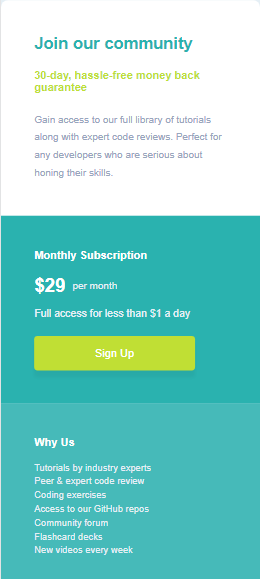 Join our community
30-day, hassle-free money back
guarantee
Gain access to our full library of tutorials
along with expert code reviews. Perfect for
any developers who are serious about
honing their skills.
Monthly Subscription
$29 per month
Full access for less than $1 a day
Sign Up
Why Us
Tutorials by industry experts
Peer & expert code review
Coding exercises
Access to our GitHub repos
Community forum
Flashcard decks
New videos every week